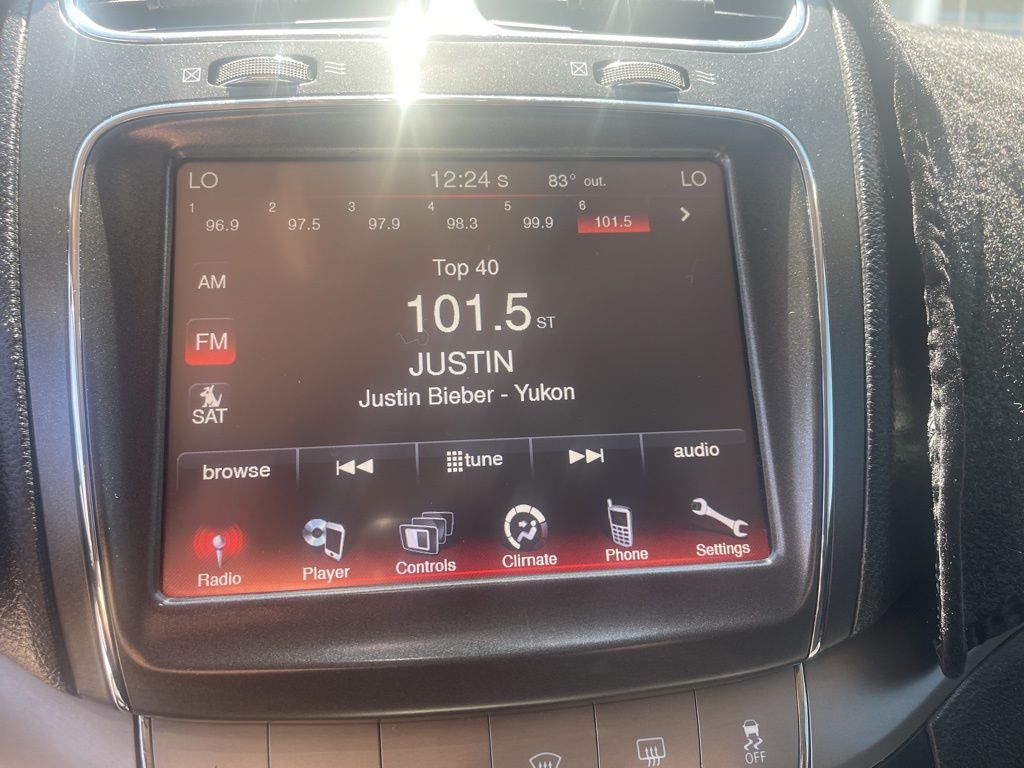 LO 12:24 S 83° out. LO
1 2 3 4 5 6
96.9 97.5 97.9 98.3 99.9 101.5
Top 40
AM
101.5 ST
FM
JUSTIN
Justin Bieber - Yukon
SAT
browse tune audio
Radio Player Controls Climate Phone Settings
OFF